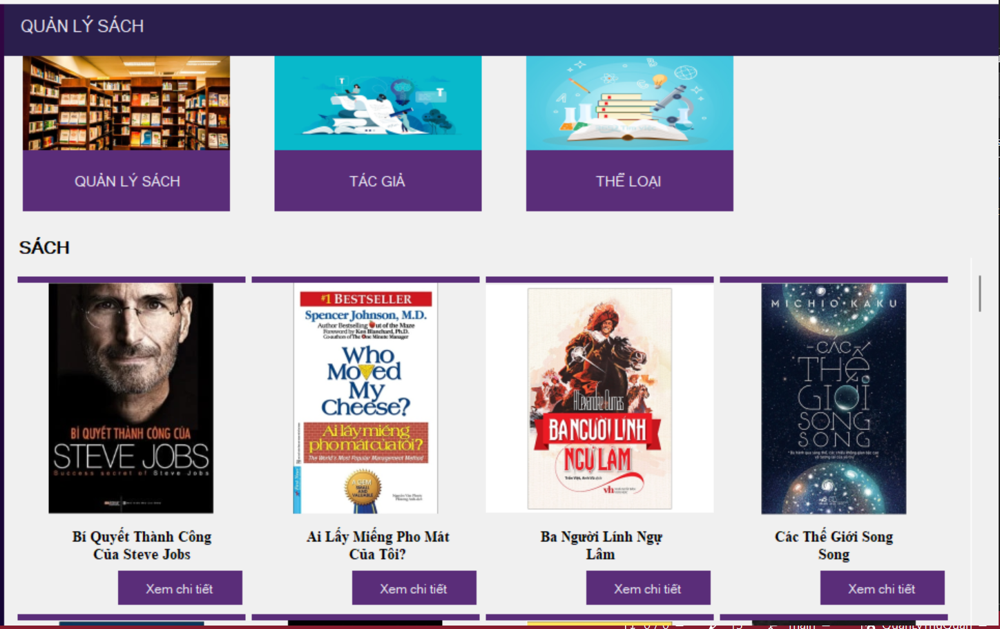 QUẢN LÝ SÁCH
QUẢN LÝ SÁCH
TÁC GIẢ
THỂ LOẠI
SÁCH
BÍ QUYẾT THÀNH CÔNG CỦA
STEVE JOBS
Success secret of Steve Jobs
#1 BESTSELLER
Spencer Johnson, M.D.
Author Bestselling Out of the Maze
Foreword by Ken Blanchard, Ph.D.
Co-authors of The One Minute Manager
Who
Moved
My
Cheese?
Ai lấy miếng
pho mát của tôi?
The World's Most Popular Management Method
A GEM
SMALL
AND
VALUABLE
First News
Alexandre Dumas
BA NGƯỜI LÍNH
NGỰ LÂM
vh
MICHIO KAKU
CÁC
THẾ
GIỚI
SONG
SONG
Bí Quyết Thành Công
Của Steve Jobs
Ai Lấy Miếng Pho Mát
Của Tôi?
Ba Người Lính Ngự
Lâm
Các Thế Giới Song
Song
Xem chi tiết
Xem chi tiết
Xem chi tiết
Xem chi tiết